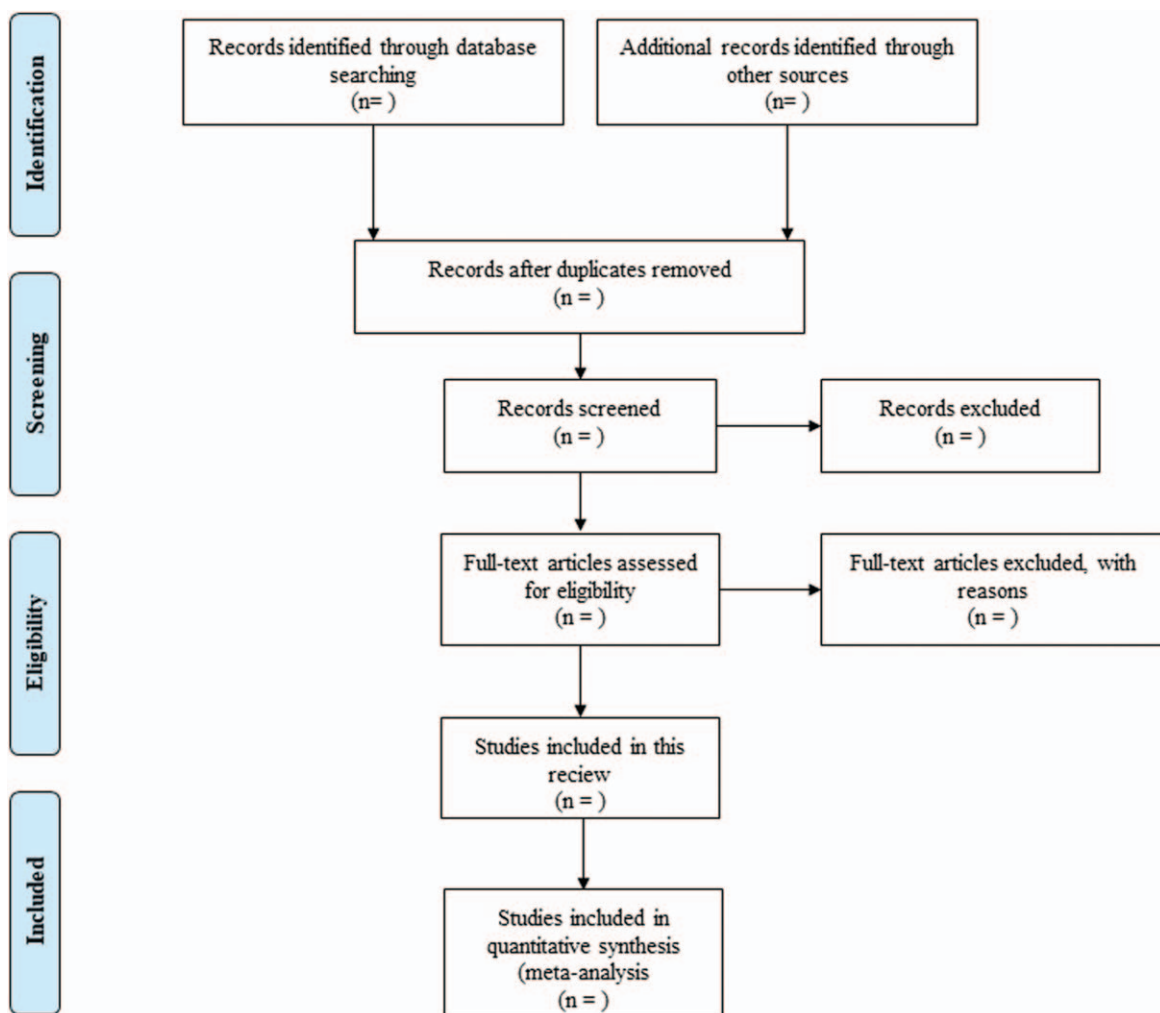 Identification
Records identified through database
searching
(n= )
Additional records identified through
other sources
(n= )
Records after duplicates removed
(n = )
Screening
Records screened
(n = )
Records excluded
(n = )
Eligibility
Full-text articles assessed
for eligibility
(n = )
Full-text articles excluded, with
reasons
(n = )
Studies included in this
reciew
(n = )
Included
Studies included in
quantitative synthesis
(meta-analysis
(n = )